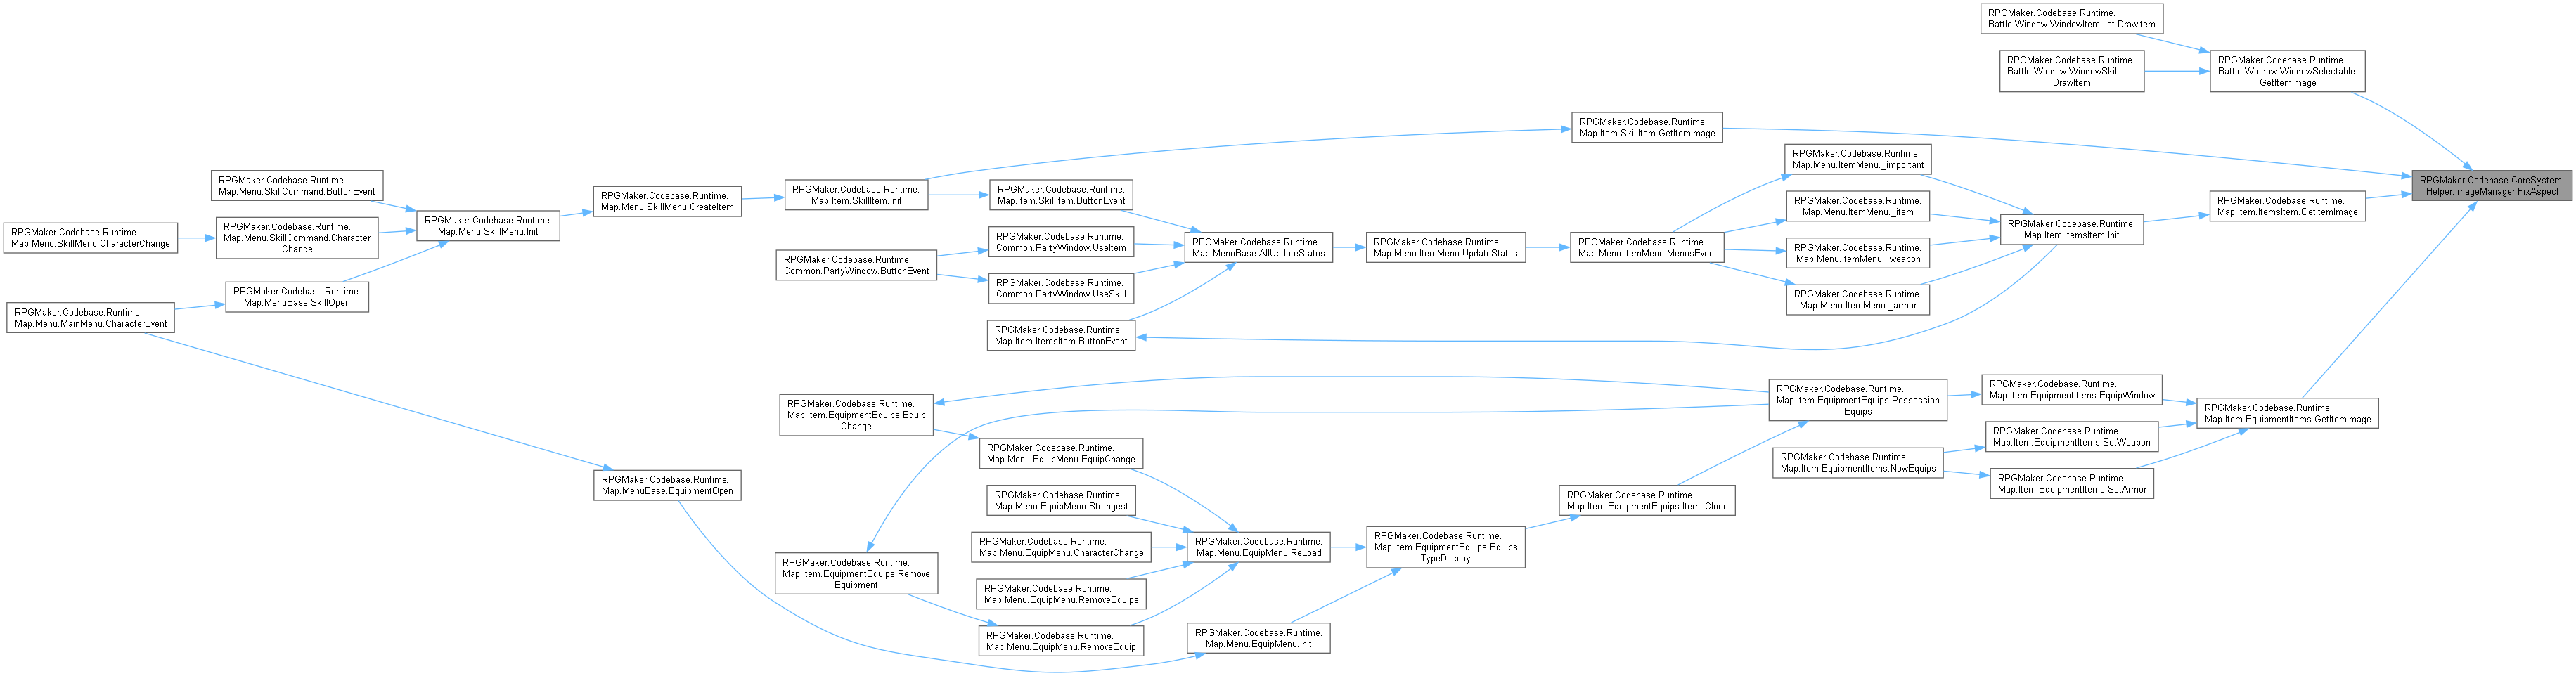 RPGMaker.Codebase.Runtime.
Battle.Window.WindowItemList.DrawItem
RPGMaker.Codebase.Runtime.
Battle.Window.WindowSkillList.
DrawItem
RPGMaker.Codebase.Runtime.
Battle.Window.WindowSelectable.
GetItemImage
RPGMaker.Codebase.Runtime.
Map.Item.SkillItem.GetItemImage
RPGMaker.Codebase.Runtime.
Map.Menu.ItemMenu._important
RPGMaker.Codebase.CoreSystem.
Helper.ImageManager.FixAspect
RPGMaker.Codebase.Runtime.
Map.Menu.SkillCommand.ButtonEvent
RPGMaker.Codebase.Runtime.
Map.Menu.SkillMenu.CreateItem
RPGMaker.Codebase.Runtime.
Map.Item.SkillItem.Init
RPGMaker.Codebase.Runtime.
Map.Item.SkillItem.ButtonEvent
RPGMaker.Codebase.Runtime.
Map.Menu.ItemMenu._item
RPGMaker.Codebase.Runtime.
Map.Item.ItemsItem.GetItemImage
RPGMaker.Codebase.Runtime.
Map.Menu.SkillMenu.CharacterChange
RPGMaker.Codebase.Runtime.
Map.Menu.SkillCommand.Character
Change
RPGMaker.Codebase.Runtime.
Map.Menu.SkillMenu.Init
RPGMaker.Codebase.Runtime.
Common.PartyWindow.UseItem
RPGMaker.Codebase.Runtime.
Map.MenuBase.AllUpdateStatus
RPGMaker.Codebase.Runtime.
Map.Menu.ItemMenu.UpdateStatus
RPGMaker.Codebase.Runtime.
Map.Menu.ItemMenu.MenusEvent
RPGMaker.Codebase.Runtime.
Map.Menu.ItemMenu._weapon
RPGMaker.Codebase.Runtime.
Map.Item.ItemsItem.Init
RPGMaker.Codebase.Runtime.
Common.PartyWindow.ButtonEvent
RPGMaker.Codebase.Runtime.
Common.PartyWindow.UseSkill
RPGMaker.Codebase.Runtime.
Map.Menu.ItemMenu._armor
RPGMaker.Codebase.Runtime.
Map.MenuBase.SkillOpen
RPGMaker.Codebase.Runtime.
Map.Menu.MainMenu.CharacterEvent
RPGMaker.Codebase.Runtime.
Map.Item.ItemsItem.ButtonEvent
RPGMaker.Codebase.Runtime.
Map.Item.EquipmentEquips.Equip
Change
RPGMaker.Codebase.Runtime.
Map.Item.EquipmentEquips.Possession
Equips
RPGMaker.Codebase.Runtime.
Map.Item.EquipmentItems.EquipWindow
RPGMaker.Codebase.Runtime.
Map.Item.EquipmentItems.GetItemImage
RPGMaker.Codebase.Runtime.
Map.Item.EquipmentItems.SetWeapon
RPGMaker.Codebase.Runtime.
Map.Menu.EquipMenu.EquipChange
RPGMaker.Codebase.Runtime.
Map.Item.EquipmentItems.NowEquips
RPGMaker.Codebase.Runtime.
Map.Item.EquipmentItems.SetArmor
RPGMaker.Codebase.Runtime.
Map.MenuBase.EquipmentOpen
RPGMaker.Codebase.Runtime.
Map.Menu.EquipMenu.Strongest
RPGMaker.Codebase.Runtime.
Map.Item.EquipmentEquips.ItemsClone
RPGMaker.Codebase.Runtime.
Map.Menu.EquipMenu.CharacterChange
RPGMaker.Codebase.Runtime.
Map.Menu.EquipMenu.ReLoad
RPGMaker.Codebase.Runtime.
Map.Item.EquipmentEquips.Equips
TypeDisplay
RPGMaker.Codebase.Runtime.
Map.Item.EquipmentEquips.Remove
Equipment
RPGMaker.Codebase.Runtime.
Map.Menu.EquipMenu.RemoveEquips
RPGMaker.Codebase.Runtime.
Map.Menu.EquipMenu.RemoveEquip
RPGMaker.Codebase.Runtime.
Map.Menu.EquipMenu.Init